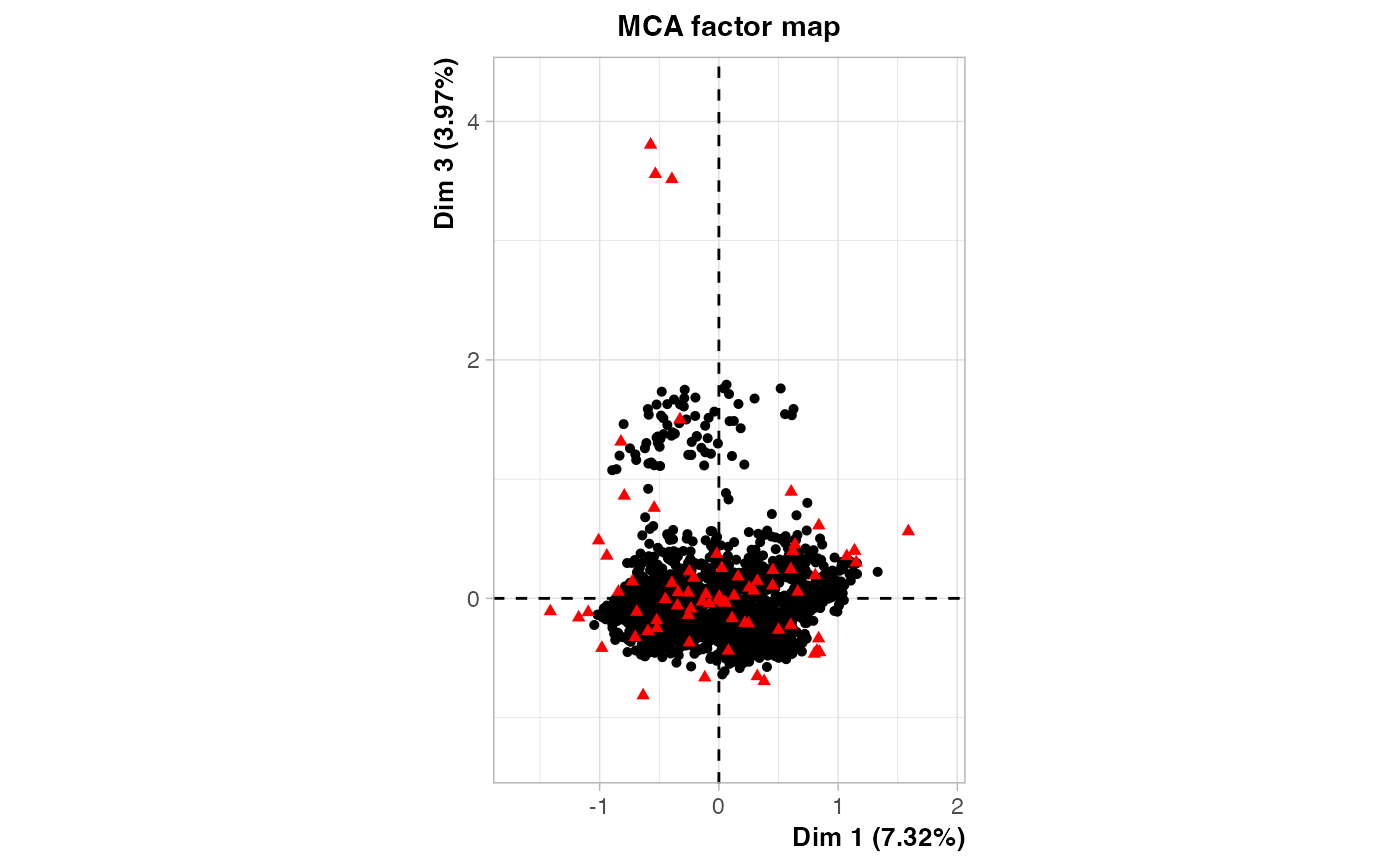 MCA factor map
Dim 3 (3.97%)
4
2
0
-1 0 1 2
Dim 1 (7.32%)